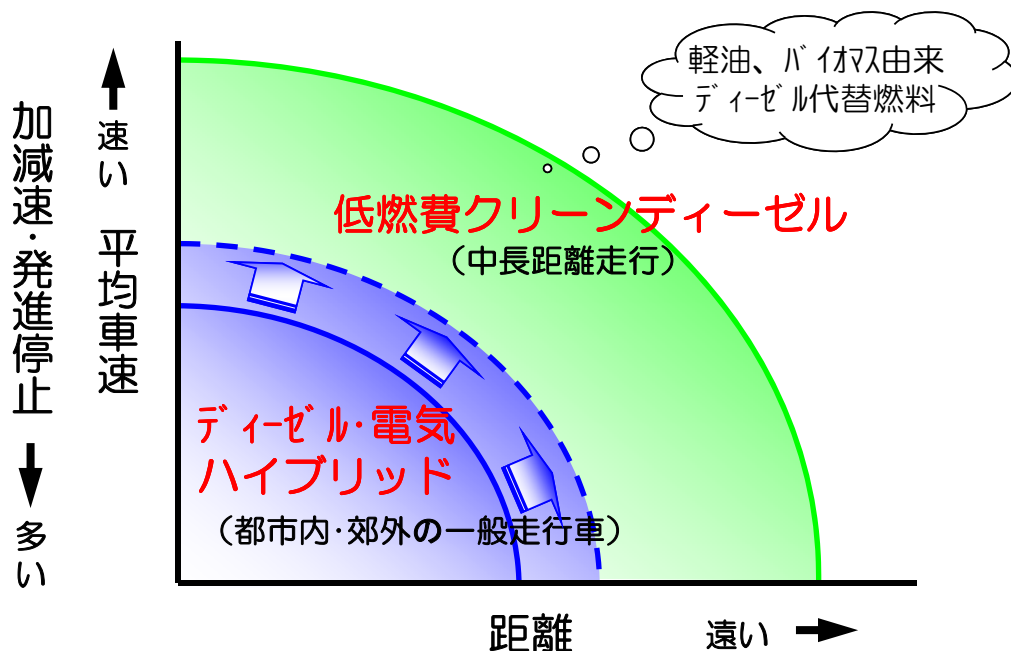 軽油、バイオマス由来
ディーゼル代替燃料
速い
平均車速
加減速・発進停止
多い
低燃費クリーンディーゼル
（中長距離走行）
ディーゼル・電気
ハイブリッド
（都市内・郊外の一般走行車）
距離
遠い